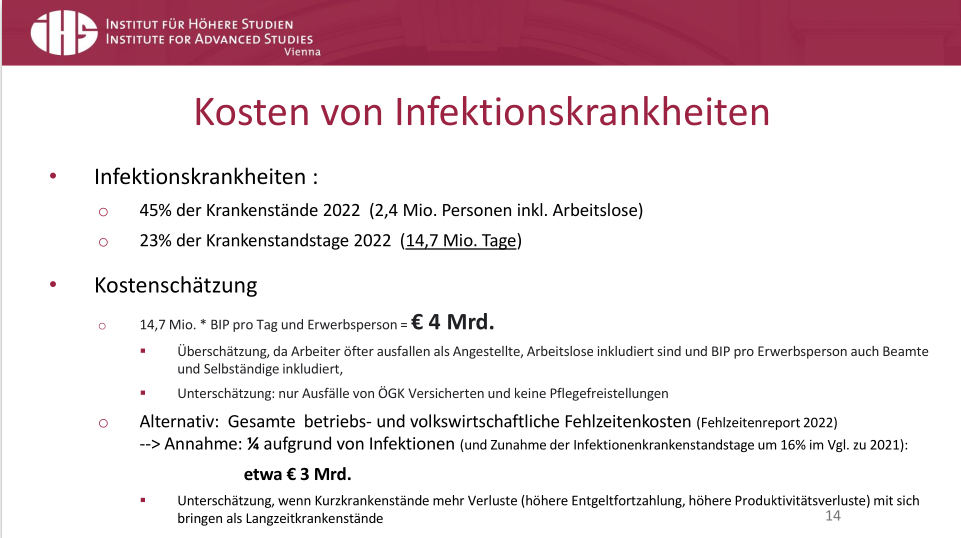 iHS
INSTITUT FÜR HÖHERE STUDIEN
INSTITUTE FOR ADVANCED STUDIES
Vienna
Kosten von Infektionskrankheiten
• Infektionskrankheiten :
o 45% der Krankenstände 2022 (2,4 Mio. Personen inkl. Arbeitslose)
o 23% der Krankenstandstage 2022 (14,7 Mio. Tage)
• Kostenschätzung
o 14,7 Mio. * BIP pro Tag und Erwerbsperson = € 4 Mrd.
▪ Überschätzung, da Arbeiter öfter ausfallen als Angestellte, Arbeitslose inkludiert sind und BIP pro Erwerbsperson auch Beamte
und Selbständige inkludiert,
▪ Unterschätzung: nur Ausfälle von ÖGK Versicherten und keine Pflegefreistellungen
o Alternativ: Gesamte betriebs- und volkswirtschaftliche Fehlzeitenkosten (Fehlzeitenreport 2022)
--> Annahme: ¼ aufgrund von Infektionen (und Zunahme der Infektionenkrankenstandstage um 16% im Vgl. zu 2021):
etwa € 3 Mrd.
▪ Unterschätzung, wenn Kurzkrankenstände mehr Verluste (höhere Entgeltfortzahlung, höhere Produktivitätsverluste) mit sich
bringen als Langzeitkrankenstände
14